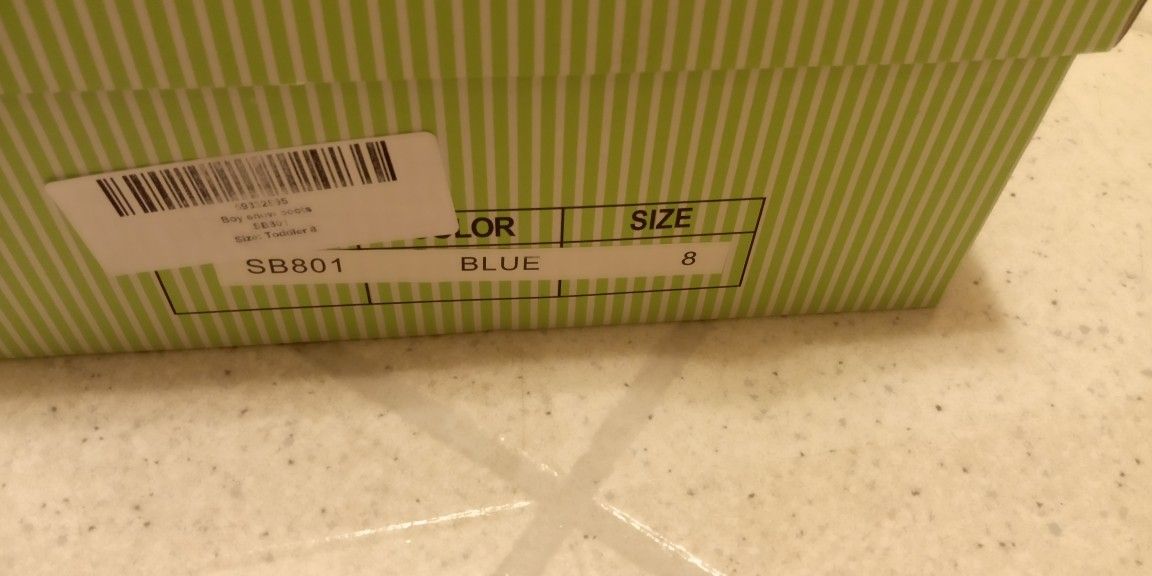 Boy snow boots
SB801
Size: Toddler 8
COLOR SIZE
SB801 BLUE 8